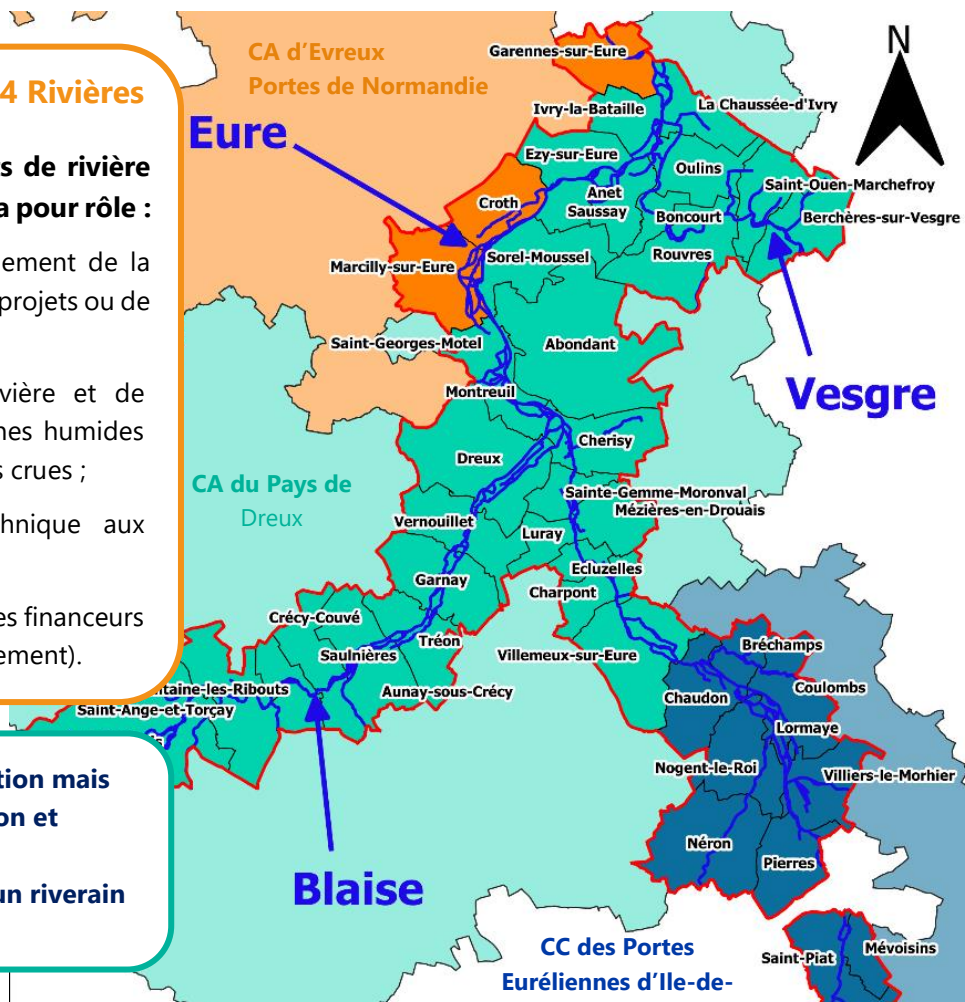 4 Rivières
s de rivière
a pour rôle :
ement de la
projets ou de
vière et de
nes humides
s crues ;
chnique aux
es financeurs
ement).
tion mais
on et
un riverain
CA d'Evreux
Portes de Normandie
N
Garennes-sur-Eure
Ivry-la-Bataille
La Chaussée-d'Ivry
Eure
Ezy-sur-Eure
Oulins
Saint-Ouen-Marchefroy
Anet
Croth
Saussay
Boncourt
Berchères-sur-Vesgre
Marcilly-sur-Eure
Sorel-Moussel
Rouvres
Saint-Georges-Motel
Abondant
Montreuil
Vesgre
Cherisy
Dreux
CA du Pays de
Dreux
Sainte-Gemme-Moronval
Mézières-en-Drouais
Vernouillet
Luray
Ecluzelles
Garnay
Charpont
Crécy-Couvé
Tréon
Saulnières
Villemeux-sur-Eure
Bréchamps
ntaine-les-Ribouts
Aunay-sous-Crécy
Chaudon
Coulombs
Saint-Ange-et-Torçay
Lormaye
Nogent-le-Roi
Villiers-le-Morhier
Néron
Pierres
Blaise
CC des Portes
Euréliennes d'Ile-de-
Saint-Piat
Mévoisins